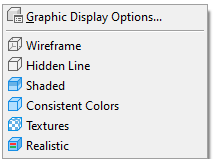 Graphic Display Options...
Wireframe
Hidden Line
Shaded
Consistent Colors
Textures
Realistic